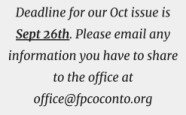 Deadline for our Oct issue is
Sept 26th. Please email any
information you have to share
to the office at
office@fpcoconto.org